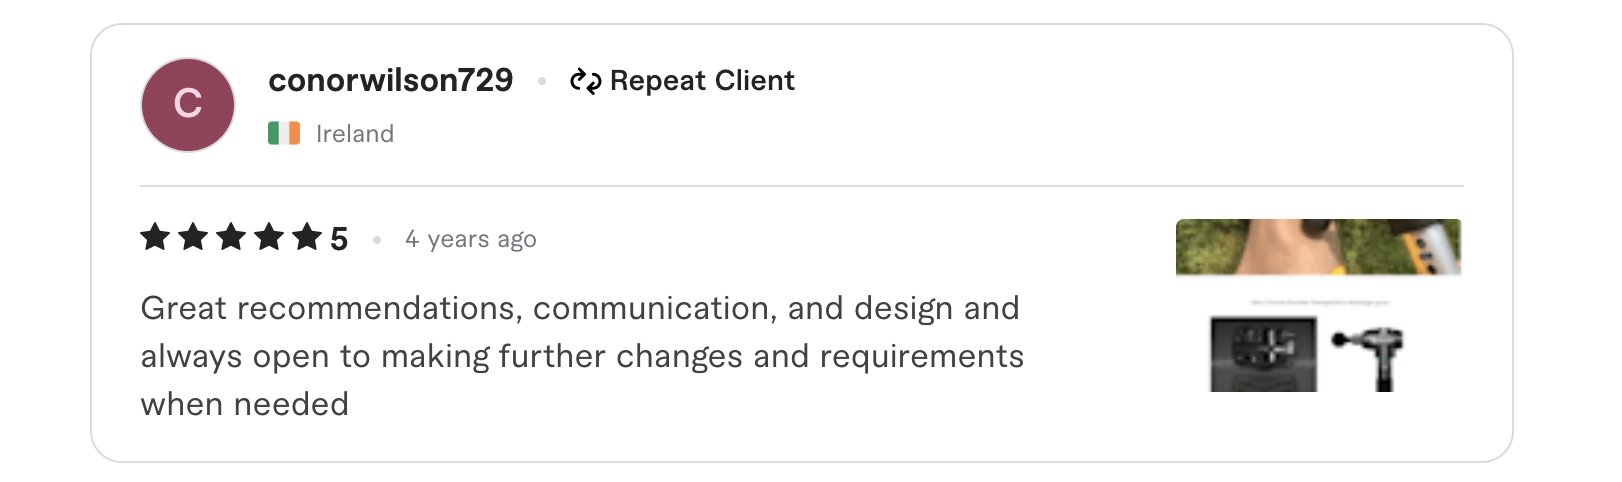 C
conorwilson729 • Repeat Client
Ireland
5 • 4 years ago
Great recommendations, communication, and design and
always open to making further changes and requirements
when needed